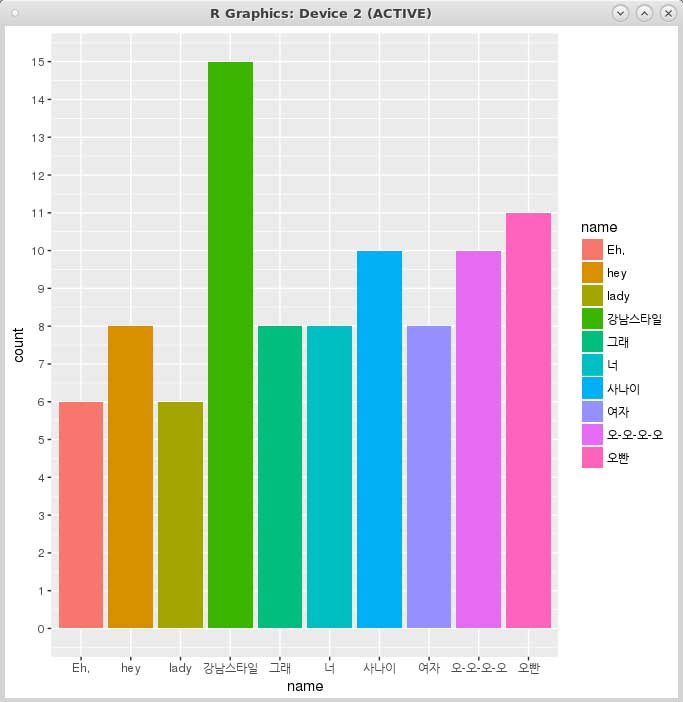 R Graphics: Device 2 (ACTIVE)
15
14
13
12
11
10
9
8
7
6
5
4
3
2
1
0
count
Eh, hey lady 강남스타일 그래 너 사나이 여자 오-오-오-오 오빤
name
name
Eh,
hey
lady
강남스타일
그래
너
사나이
여자
오-오-오-오
오빤